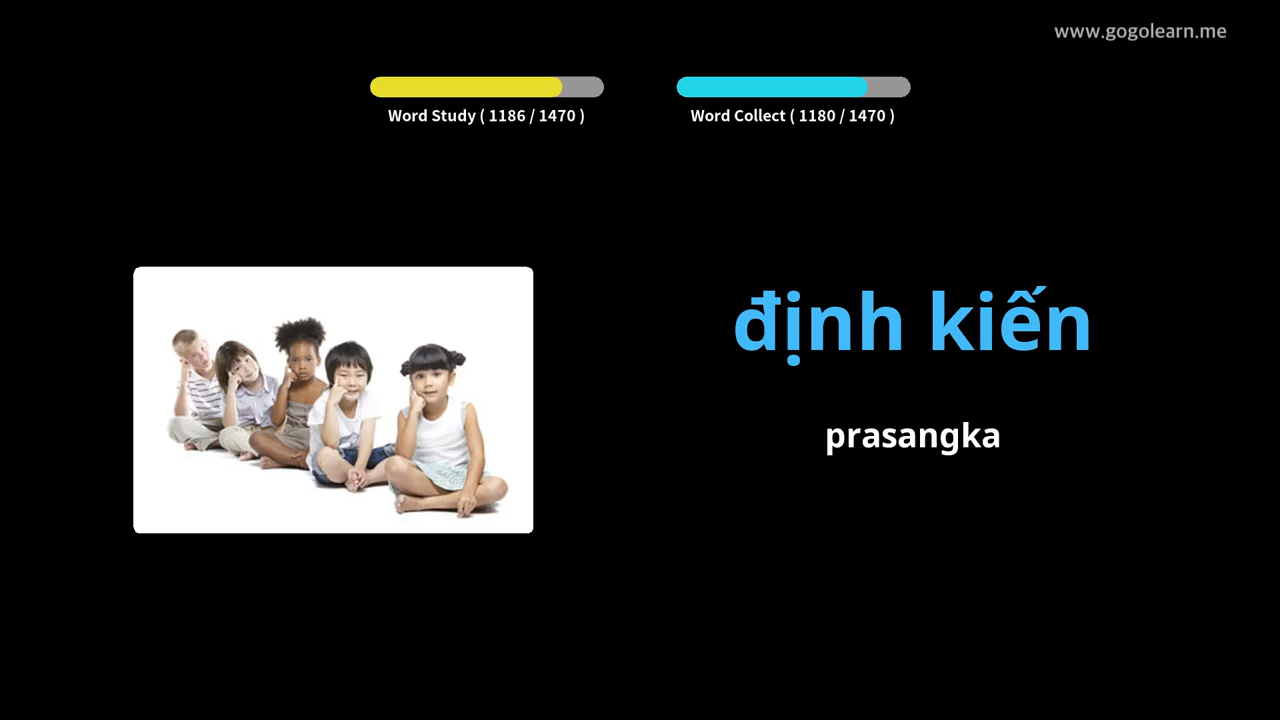 www.gogolearn.me
Word Study ( 1186 / 1470 )
Word Collect ( 1180 / 1470 )
định kiến
prasangka